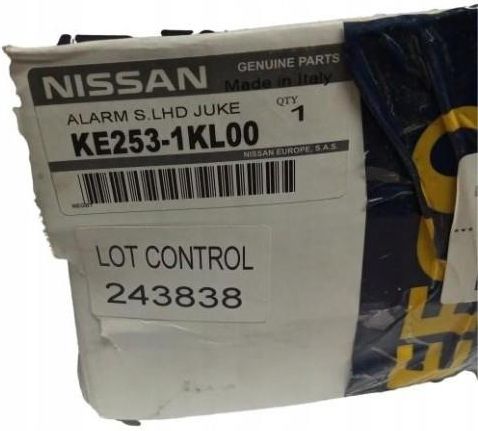 NISSAN
GENUINE PARTS
Made in Italy
ALARM S.LHD JUKE
QTY
KE253-1KL00
1
NISSAN EUROPE, S.A.S.
LOT CONTROL
243838